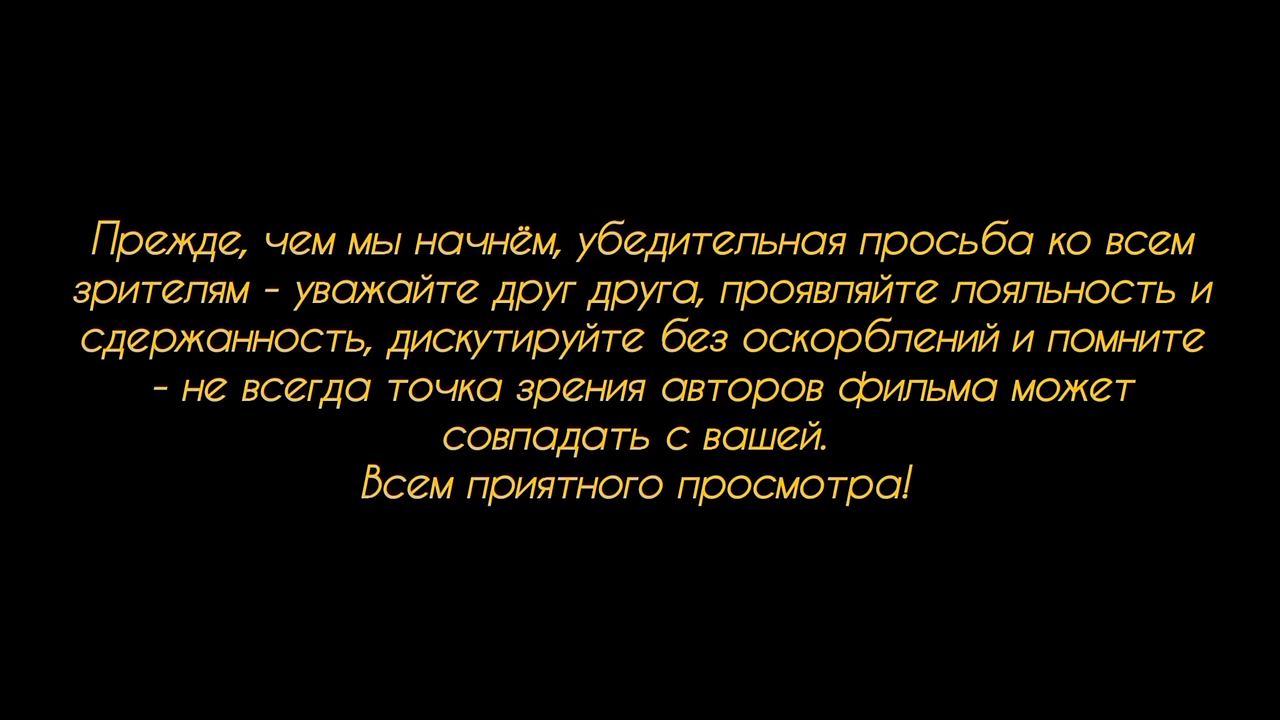 Прежде, чем мы начнём, убедительная просьба ко всем
зрителям - уважайте друг друга, проявляйте лояльность и
сдержанность, дискутируйте без оскорблений и помните
- не всегда точка зрения авторов фильма может
совпадать с вашей.
Всем приятного просмотра!